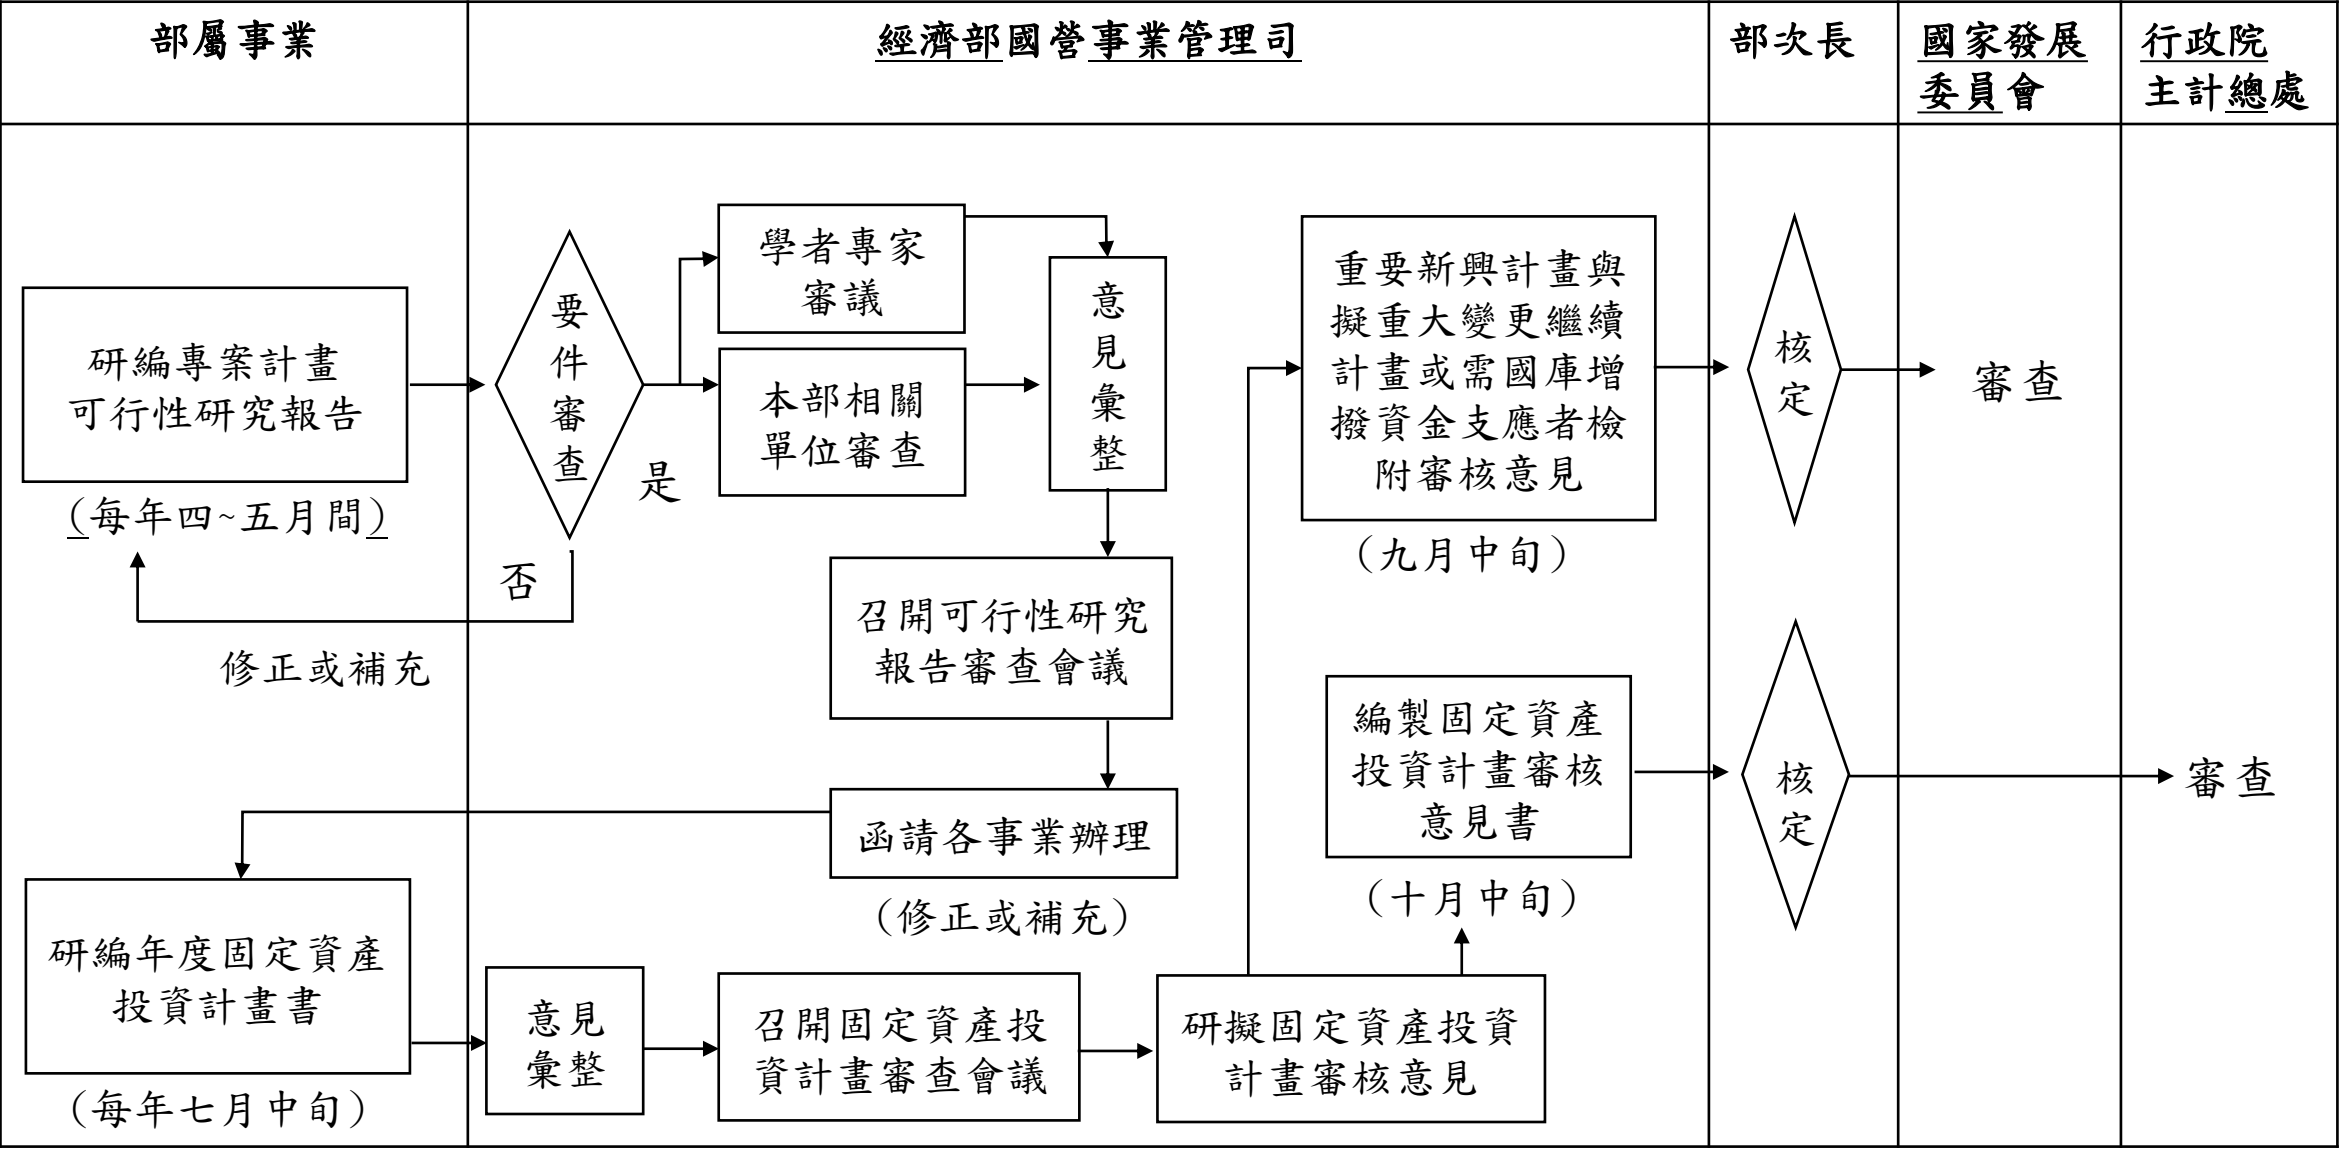 部屬事業
經濟部國營事業管理司
部次長
國家發展
委員會
行政院
主計總處
研編專案計畫
可行性研究報告
(每年四~五月間)
要
件
審
查
是
否
修正或補充
學者專家
審議
本部相關
單位審查
意
見
彙
整
召開可行性研究
報告審查會議
函請各事業辦理
(修正或補充)
研編年度固定資產
投資計畫書
(每年七月中旬)
意見
彙整
召開固定資產投
資計畫審查會議
研擬固定資產投資
計畫審核意見
重要新興計畫與
擬重大變更繼續
計畫或需國庫增
撥資金支應者檢
附審核意見
(九月中旬)
編製固定資產
投資計畫審核
意見書
(十月中旬)
核
定
審查
核
定
審查